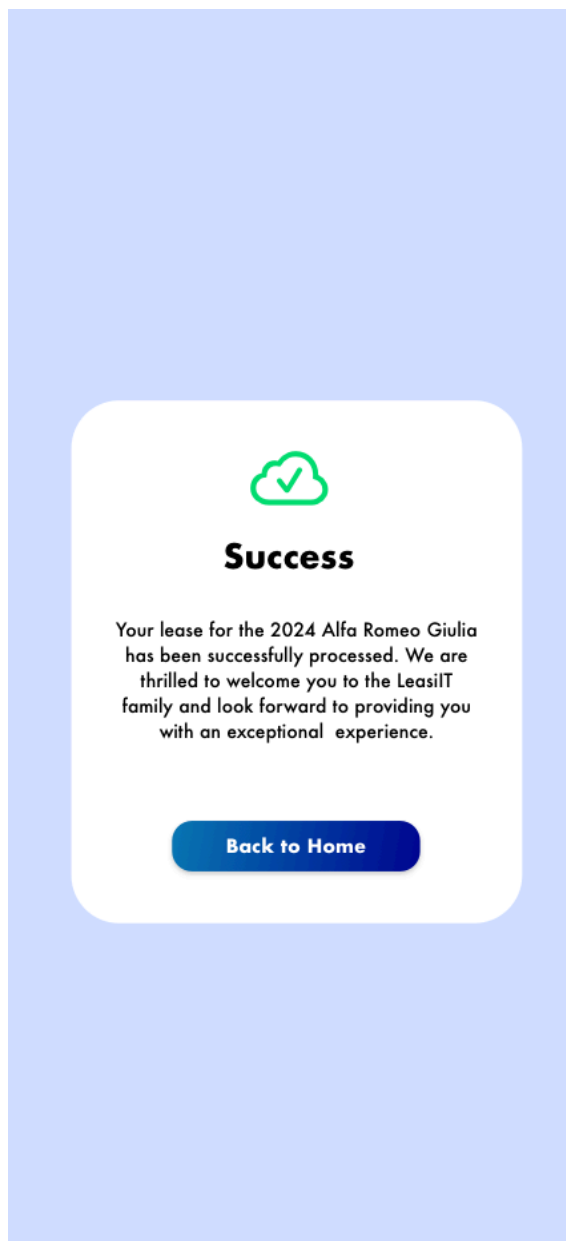 Success
Your lease for the 2024 Alfa Romeo Giulia
has been successfully processed. We are
thrilled to welcome you to the LeasiIT
family and look forward to providing you
with an exceptional  experience.
Back to Home